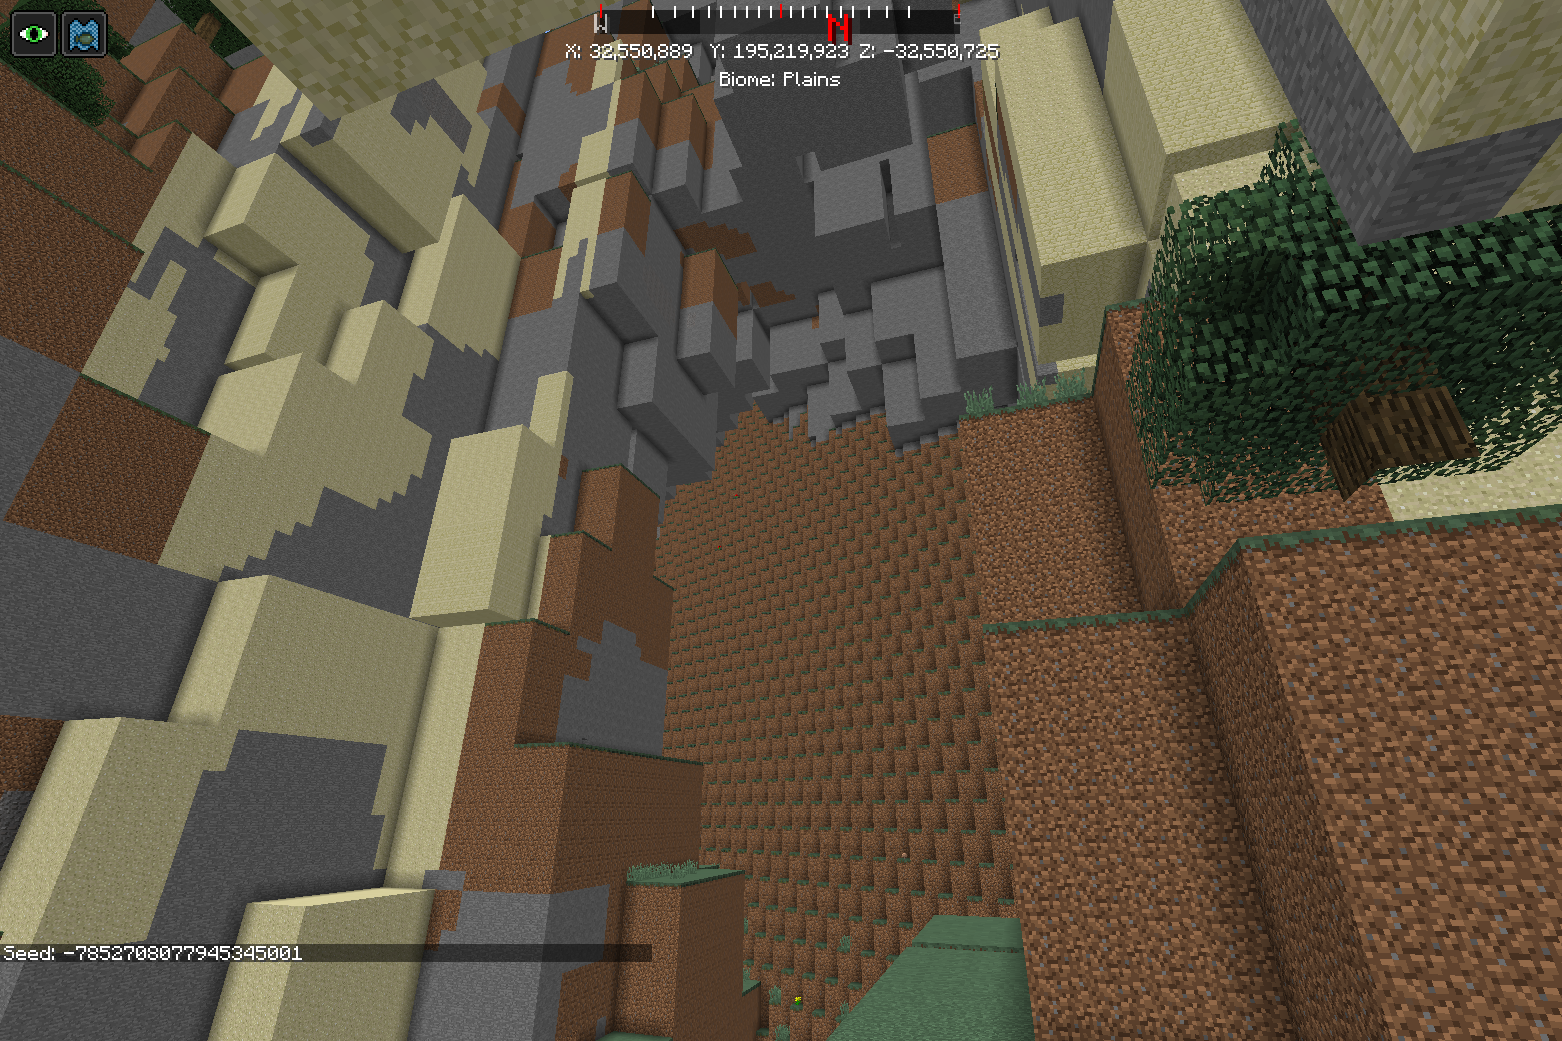 W N E
X: 32,550,889 Y: 195,219,923 Z: -32,550,725
Biome: Plains
Seed: -7852708077945345001